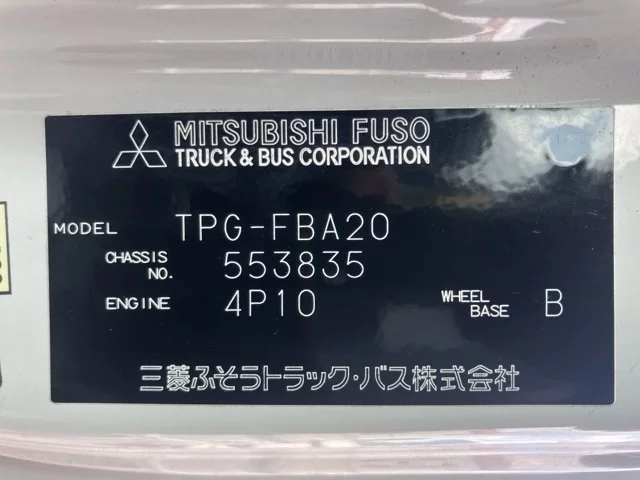 MITSUBISHI FUSO
TRUCK & BUS CORPORATION
MODEL TPG-FBA20
CHASSIS NO. 553835
ENGINE 4P10 WHEEL BASE B
三菱ふそうトラック・バス株式会社